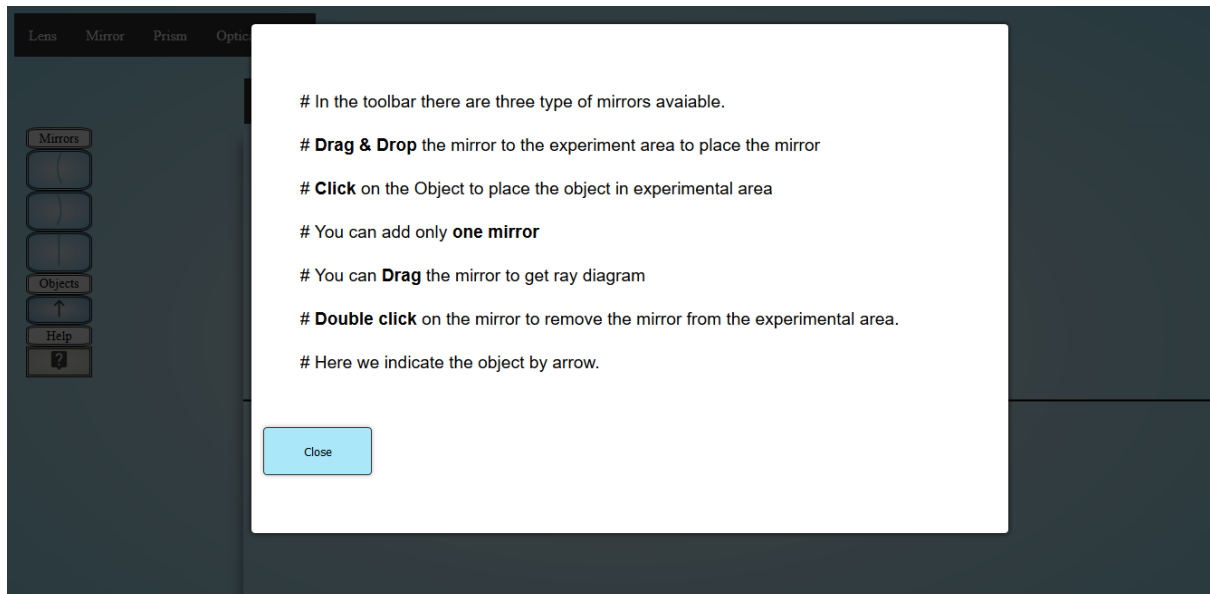 Lens Mirror Prism
# In the toolbar there are three type of mirrors avaiable.
Mirrors
# Drag & Drop the mirror to the experiment area to place the mirror
# Click on the Object to place the object in experimental area
# You can add only one mirror
# You can Drag the mirror to get ray diagram
Objects
# Double click on the mirror to remove the mirror from the experimental area.
Help
?
# Here we indicate the object by arrow.
Close